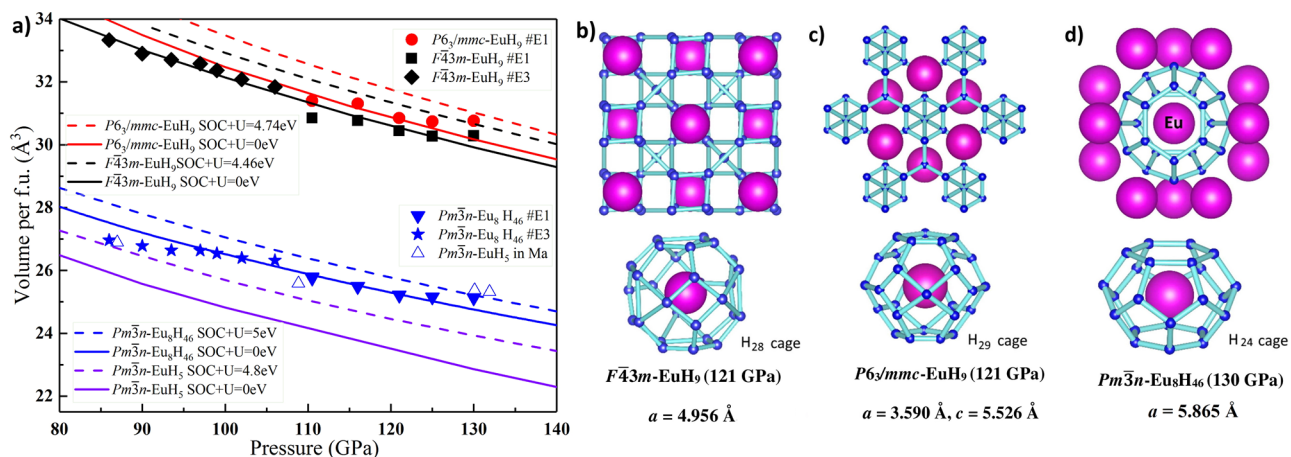 a)
34
32
30
28
26
24
22
Volume per f.u. (Å³)
80
90
100
110
120
130
140
Pressure (GPa)
P6₃/mmc-EuH₉ #E1
F4̅3m-EuH₉ #E1
F4̅3m-EuH₉ #E3
P6₃/mmc-EuH₉ SOC+U=4.74eV
P6₃/mmc-EuH₉ SOC+U=0eV
F4̅3m-EuH₉SOC+U=4.46eV
F4̅3m-EuH₉ SOC+U=0eV
Pm3̅n-Eu₈ H₄₆ #E1
Pm3̅n-Eu₈ H₄₆ #E3
Pm3̅n-EuH₅ in Ma
Pm3̅n-Eu₈H₄₆ SOC+U=5eV
Pm3̅n-Eu₈H₄₆ SOC+U=0eV
Pm3̅n-EuH₅ SOC+U=4.8eV
Pm3̅n-EuH₅ SOC+U=0eV
b)
H₂₈ cage
F4̅3m-EuH₉ (121 GPa)
a = 4.956 Å
c)
H₂₉ cage
P6₃/mmc-EuH₉ (121 GPa)
a = 3.590 Å, c = 5.526 Å
d)
Eu
H₂₄ cage
Pm3̅n-Eu₈H₄₆ (130 GPa)
a = 5.865 Å